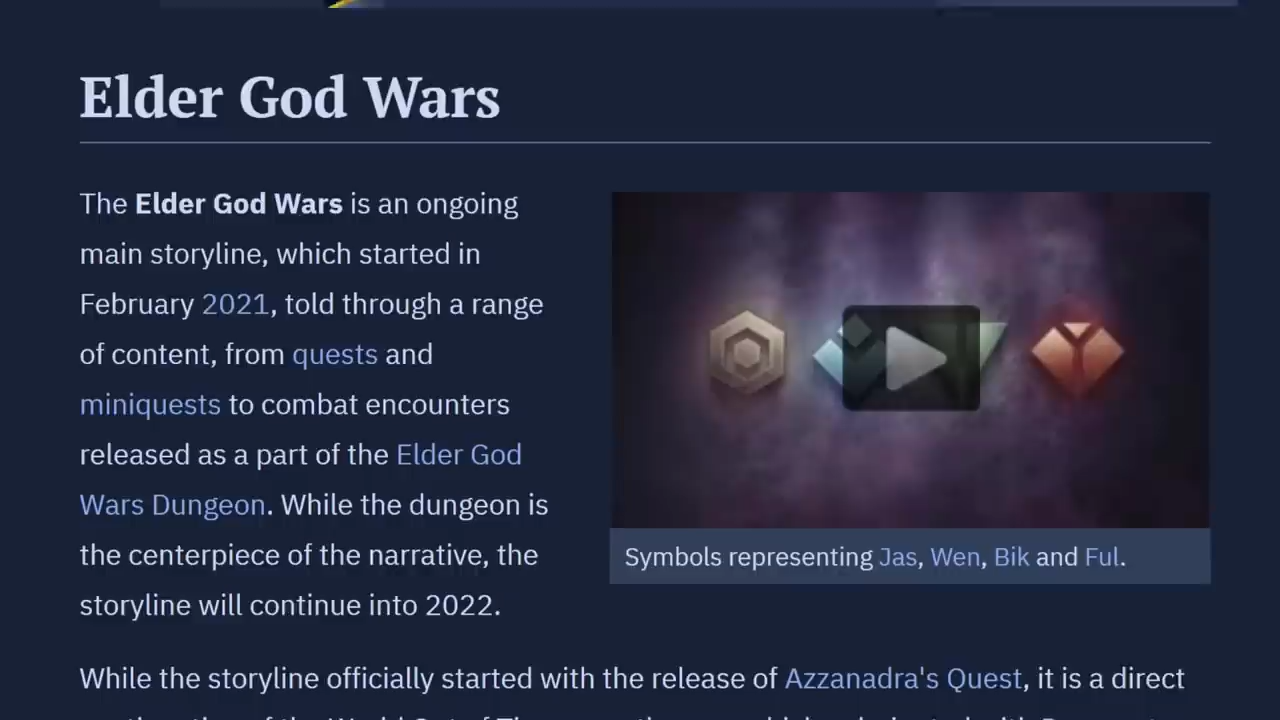 Elder God Wars
The Elder God Wars is an ongoing
main storyline, which started in
February 2021, told through a range
of content, from quests and
miniquests to combat encounters
released as a part of the Elder God
Wars Dungeon. While the dungeon is
the centerpiece of the narrative, the
storyline will continue into 2022.
Symbols representing Jas, Wen, Bik and Ful.
While the storyline officially started with the release of Azzanadra's Quest, it is a direct